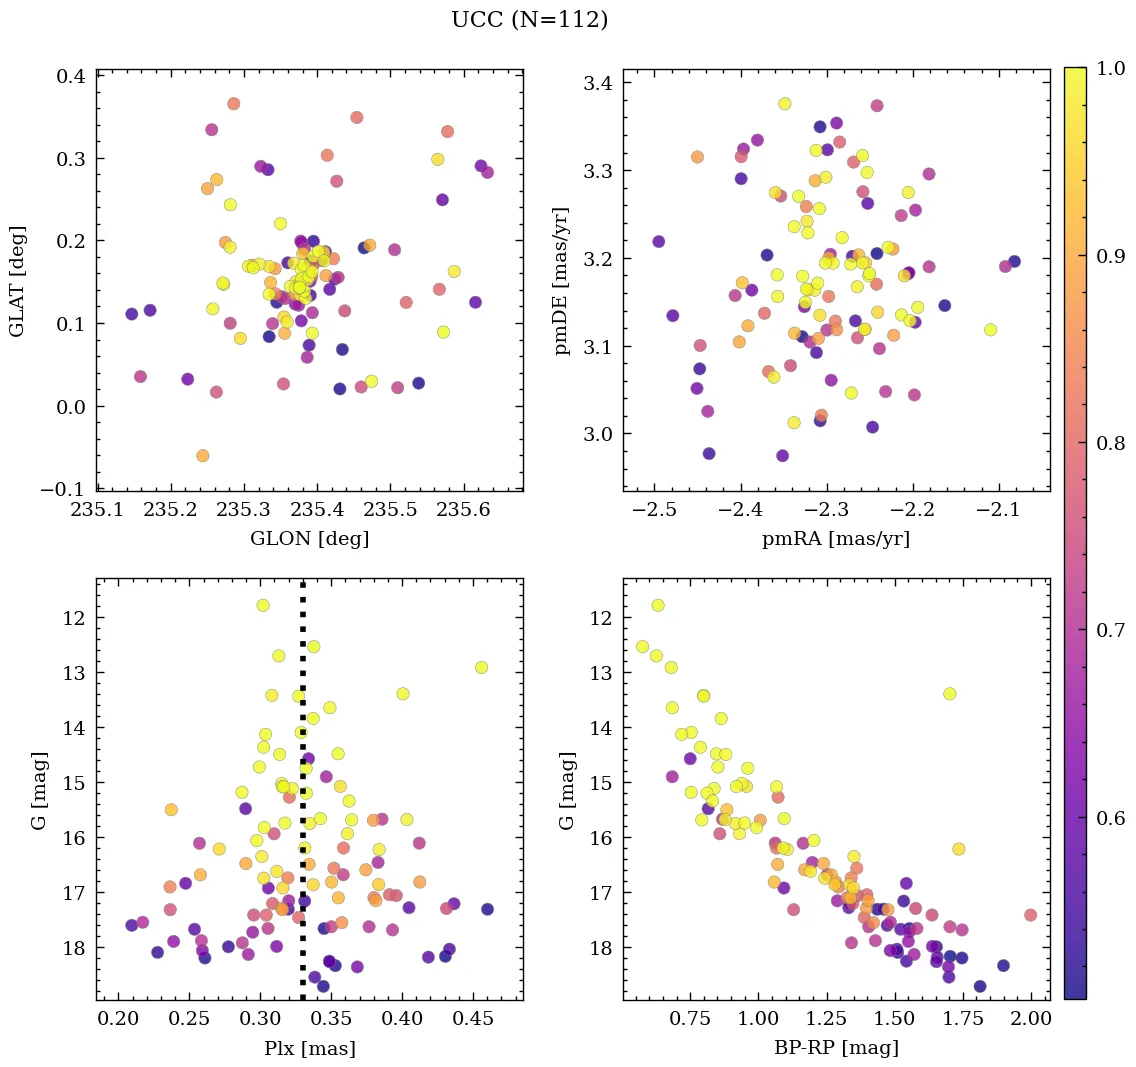 UCC (N=112)
0.4
0.3
0.2
0.1
0.0
−0.1
GLAT [deg]
235.1 235.2 235.3 235.4 235.5 235.6
GLON [deg]
3.4
3.3
3.2
3.1
3.0
pmDE [mas/yr]
−2.5 −2.4 −2.3 −2.2 −2.1
pmRA [mas/yr]
12
13
14
15
16
17
18
G [mag]
0.20 0.25 0.30 0.35 0.40 0.45
Plx [mas]
12
13
14
15
16
17
18
G [mag]
0.75 1.00 1.25 1.50 1.75 2.00
BP-RP [mag]
1.0
0.9
0.8
0.7
0.6